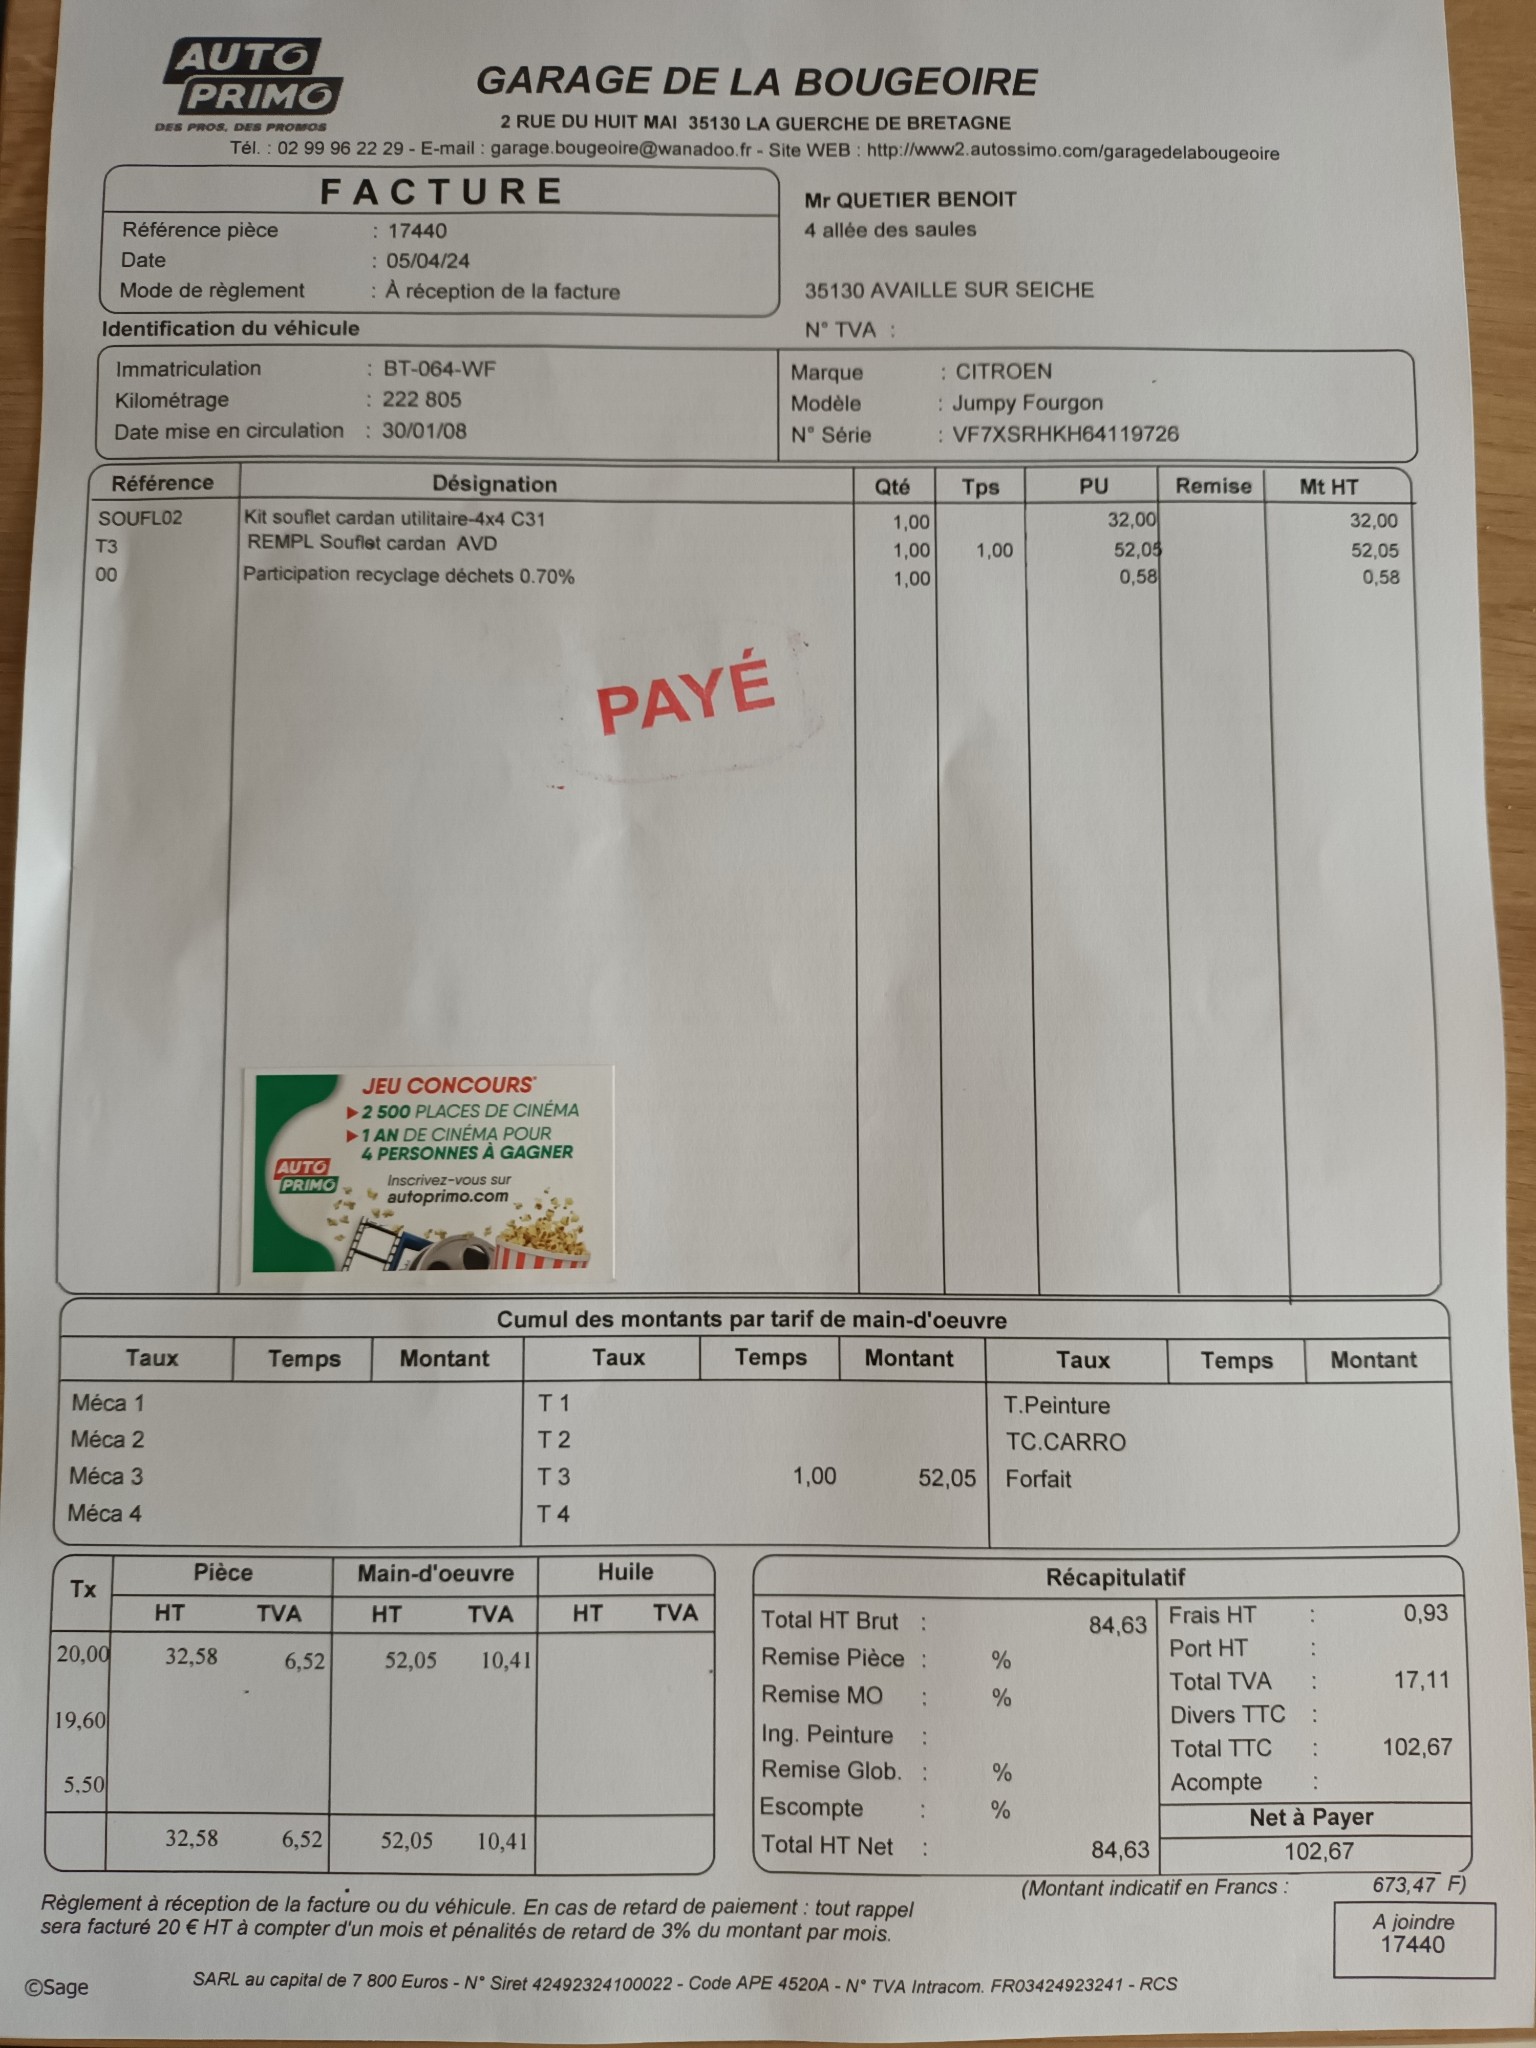 AUTO
PRIMO
DES PROS, DES PROMOS
GARAGE DE LA BOUGEOIRE
2 RUE DU HUIT MAI 35130 LA GUERCHE DE BRETAGNE
Tél. : 02 99 96 22 29 - E-mail : garage.bougeoire@wanadoo.fr - Site WEB : http://www2.autossimo.com/garagedelabougeoire
FACTURE
Référence pièce : 17440
Date : 05/04/24
Mode de règlement : À réception de la facture
Mr QUETIER BENOIT
4 allée des saules
35130 AVAILLE SUR SEICHE
N° TVA :
Identification du véhicule
Immatriculation : BT-064-WF
Kilométrage : 222 805
Date mise en circulation : 30/01/08
Marque : CITROEN
Modèle : Jumpy Fourgon
N° Série : VF7XSRHKH64119726
Référence Désignation Qté Tps PU Remise Mt HT
SOUFL02 Kit souflet cardan utilitaire-4x4 C31 1,00 32,00 32,00
T3 REMPL Souflet cardan AVD 1,00 1,00 52,05 52,05
00 Participation recyclage déchets 0.70% 1,00 0,58 0,58
PAYÉ
JEU CONCOURS*
2 500 PLACES DE CINÉMA
1 AN DE CINÉMA POUR
4 PERSONNES À GAGNER
AUTO
PRIMO
Inscrivez-vous sur
autoprimo.com
Cumul des montants par tarif de main-d'oeuvre
Taux Temps Montant Taux Temps Montant Taux Temps Montant
Méca 1 T 1 T.Peinture
Méca 2 T 2 TC.CARRO
Méca 3 T 3 1,00 52,05 Forfait
Méca 4 T 4
Tx Pièce Main-d'oeuvre Huile
HT TVA HT TVA HT TVA
20,00 32,58 6,52 52,05 10,41
19,60
5,50
32,58 6,52 52,05 10,41
Récapitulatif
Total HT Brut : 84,63
Remise Pièce : %
Remise MO : %
Ing. Peinture :
Remise Glob. : %
Escompte : %
Total HT Net : 84,63
Frais HT : 0,93
Port HT :
Total TVA : 17,11
Divers TTC :
Total TTC : 102,67
Acompte :
Net à Payer
102,67
(Montant indicatif en Francs : 673,47 F)
Règlement à réception de la facture ou du véhicule. En cas de retard de paiement : tout rappel
sera facturé 20 € HT à compter d'un mois et pénalités de retard de 3% du montant par mois.
A joindre
17440
©Sage
SARL au capital de 7 800 Euros - N° Siret 42492324100022 - Code APE 4520A - N° TVA Intracom. FR03424923241 - RCS